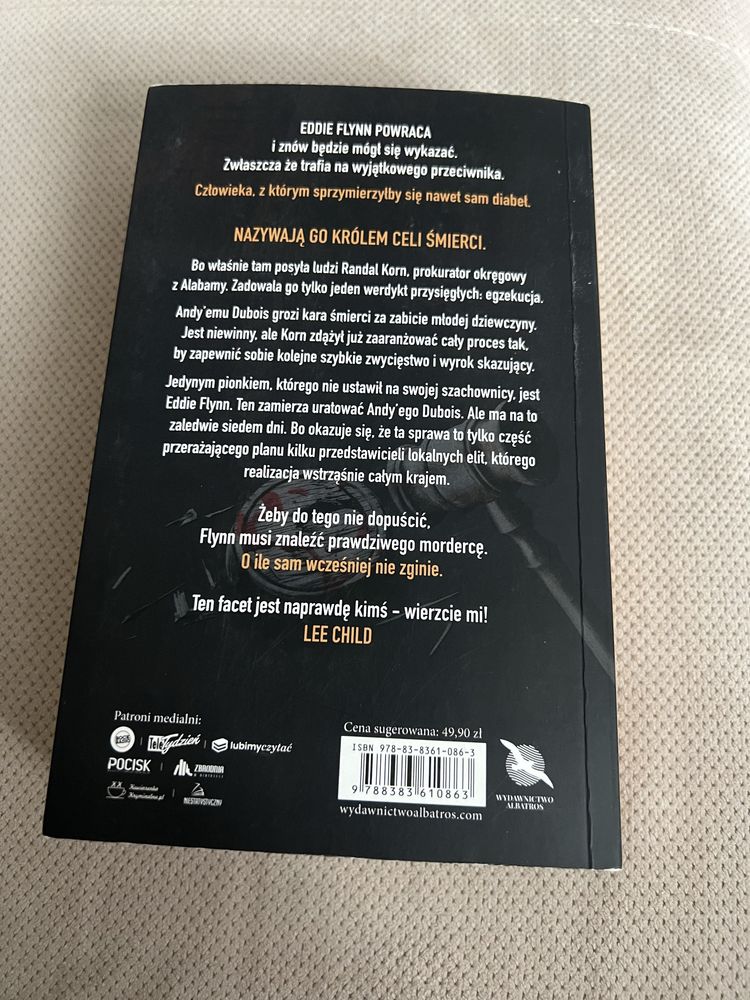 EDDIE FLYNN POWRACA
i znów będzie mógł się wykazać.
Zwłaszcza że trafia na wyjątkowego przeciwnika.
Człowieka, z którym sprzymierzyłby się nawet sam diabeł.
NAZYWAJĄ GO KRÓLEM CELI ŚMIERCI.
Bo właśnie tam posyła ludzi Randal Korn, prokurator okręgowy
z Alabamy. Zadowala go tylko jeden werdykt przysięgłych: egzekucja.
Andy'emu Dubois grozi kara śmierci za zabicie młodej dziewczyny.
Jest niewinny, ale Korn zdążył już zaaranżować cały proces tak,
by zapewnić sobie kolejne szybkie zwycięstwo i wyrok skazujący.
Jedynym pionkiem, którego nie ustawił na swojej szachownicy, jest
Eddie Flynn. Ten zamierza uratować Andy'ego Dubois. Ale ma na to
zaledwie siedem dni. Bo okazuje się, że ta sprawa to tylko część
przerażającego planu kilku przedstawicieli lokalnych elit, którego
realizacja wstrząśnie całym krajem.
Żeby do tego nie dopuścić,
Flynn musi znaleźć prawdziwego mordercę.
O ile sam wcześniej nie zginie.
Ten facet jest naprawdę kimś – wierzcie mi!
LEE CHILD
Patroni medialni:
Tele Tydzień
lubimyczytać
POCISK
ZBRODNIA
Kawiarenka
Kryminalna.pl
NIESTATYSTYCZNY
Cena sugerowana: 49,90 zł
ISBN 978-83-8361-086-3
9 788383 610863
wydawnictwoalbatros.com
WYDAWNICTWO
ALBATROS